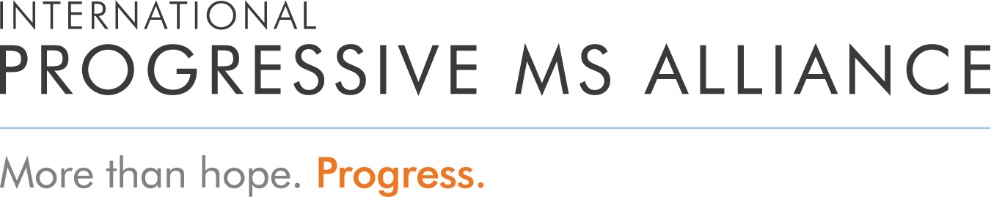 INTERNATIONAL
PROGRESSIVE MS ALLIANCE
More than hope. Progress.